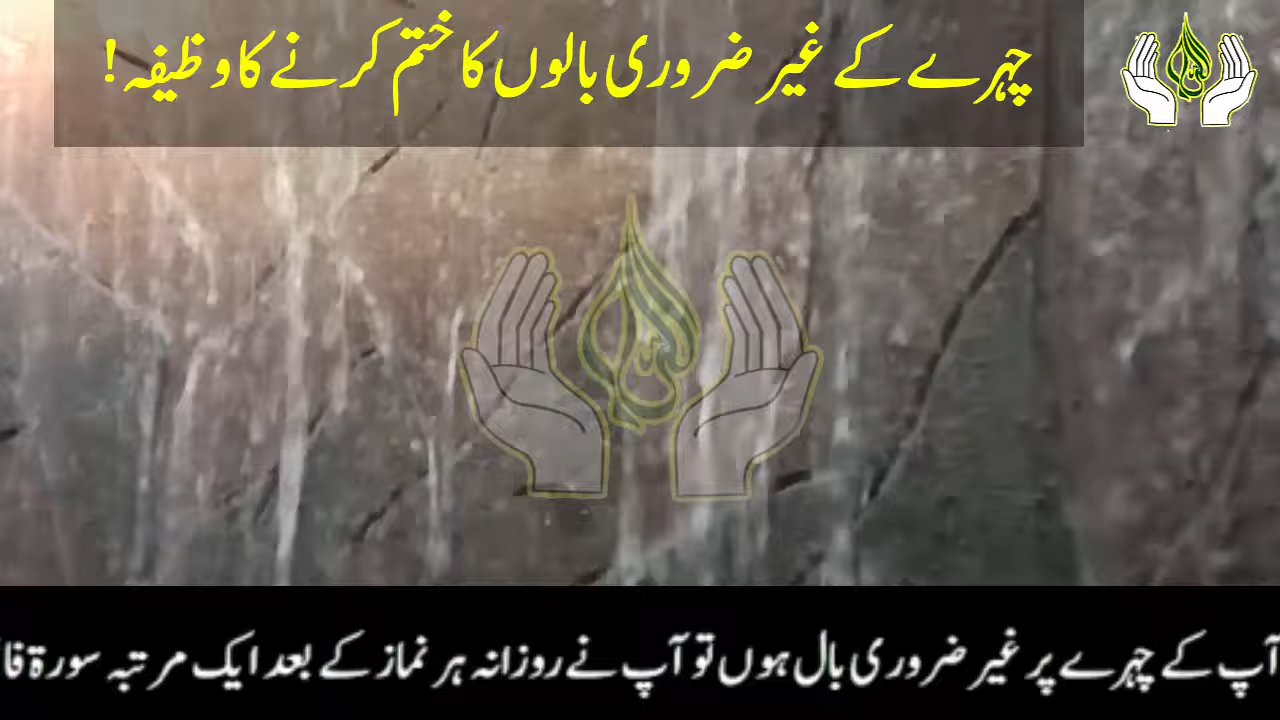 چہرے کے غیر ضروری بالوں کا ختم کرنے کا وظیفہ!
آپ کے چہرے پر غیر ضروری بال ہوں تو آپ نے روزانہ ہر نماز کے بعد ایک مرتبہ سورۃ